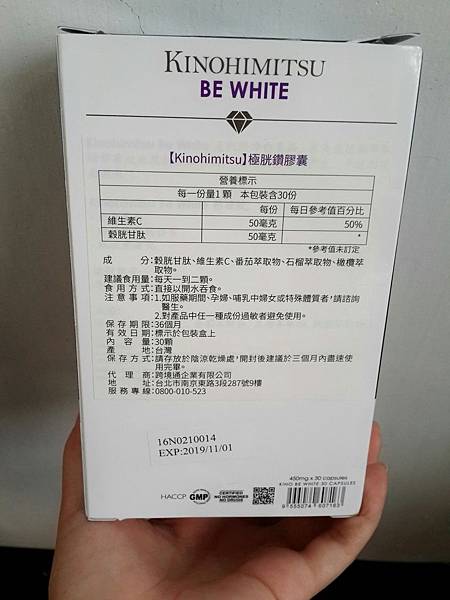 KINOHIMITSU
BE WHITE
【Kinohimitsu】極胱鑽膠囊
營養標示
每一份量1顆 本包裝含30份
每份 每日參考值百分比
維生素C 50毫克 50%
穀胱甘肽 50毫克 *
*參考值未訂定
成分:穀胱甘肽、維生素C、番茄萃取物、石榴萃取物、橄欖萃
取物。
建議食用量:每天一到二顆。
食用方式:直接以開水吞食。
注意事項:1.如服藥期間、孕婦、哺乳中婦女或特殊體質者,請諮詢
醫生。
2.對產品中任一種成份過敏者避免使用。
保存期限:36個月
有效日期:標示於包裝盒上
內容量:30顆
產地:台灣
保存方式:請存放於陰涼乾燥處,開封後建議於三個月內盡速使
用完畢。
代理商:跨境通企業有限公司
地址:台北市南京東路3段287號9樓
服務專線:0800-010-523
16N0210014
EXP:2019/11/01
HACCP GMP CERTIFIED
NO HORMONES
NO DRUGS
450mg x 30 capsules
KINO BE WHITE 30 CAPSULES
9 555074 607163